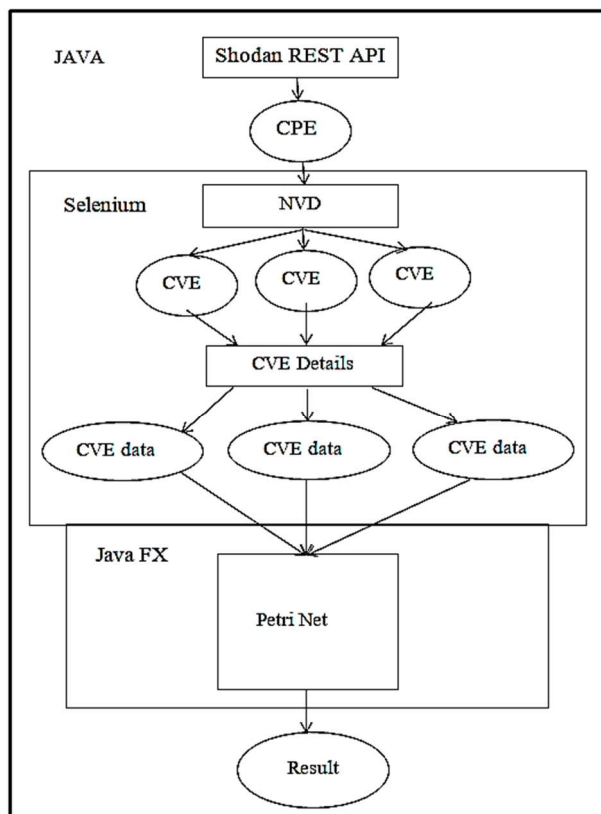 JAVA
Shodan REST API
CPE
Selenium
NVD
CVE
CVE
CVE
CVE Details
CVE data
CVE data
CVE data
Java FX
Petri Net
Result